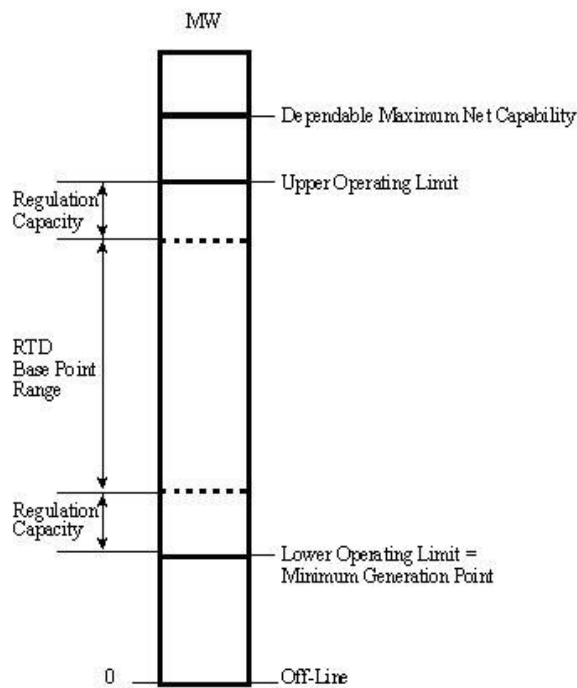 MW
Dependable Maximum Net Capability
Upper Operating Limit
Regulation
Capacity
RTD
Base Point
Range
Regulation
Capacity
Lower Operating Limit =
Minimum Generation Point
0
Off-Line